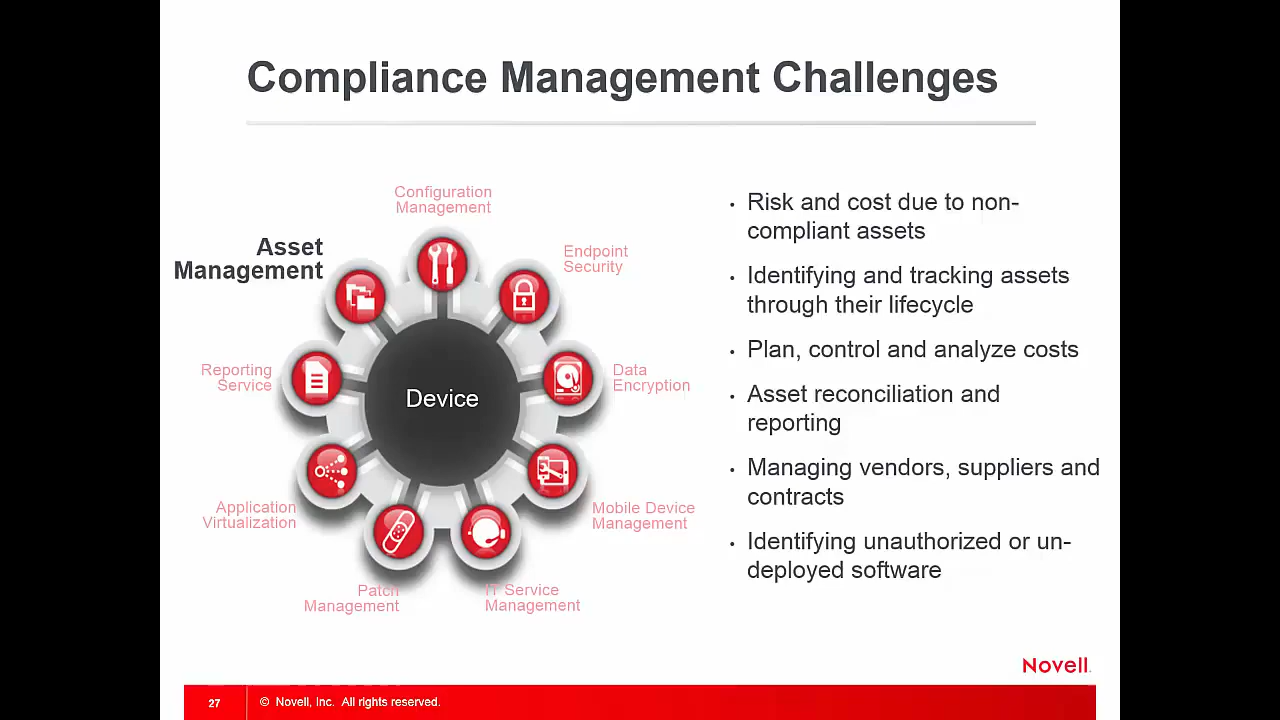 Compliance Management Challenges
Configuration
Management
Asset
Management
Endpoint
Security
Reporting
Service
Device
Data
Encryption
Application
Virtualization
Mobile Device
Management
Patch
Management
IT Service
Management
• Risk and cost due to non-
compliant assets
• Identifying and tracking assets
through their lifecycle
• Plan, control and analyze costs
• Asset reconciliation and
reporting
• Managing vendors, suppliers and
contracts
• Identifying unauthorized or un-
deployed software
Novell.
27
© Novell, Inc. All rights reserved.